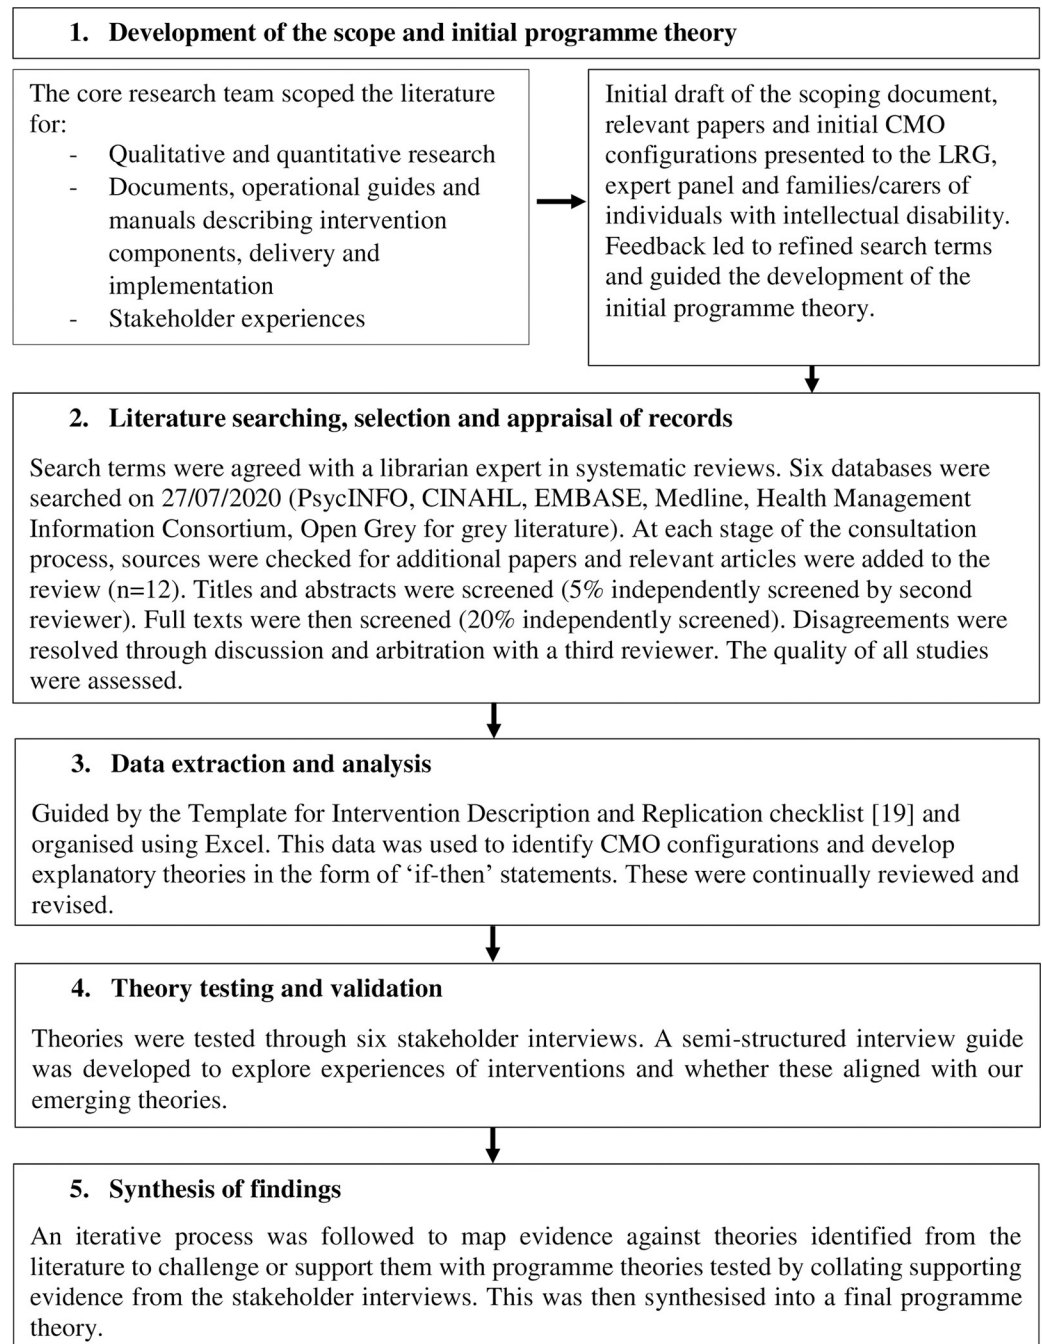 1. Development of the scope and initial programme theory
The core research team scoped the literature
for:
- Qualitative and quantitative research
- Documents, operational guides and
manuals describing intervention
components, delivery and
implementation
- Stakeholder experiences
Initial draft of the scoping document,
relevant papers and initial CMO
configurations presented to the LRG,
expert panel and families/carers of
individuals with intellectual disability.
Feedback led to refined search terms
and guided the development of the
initial programme theory.
2. Literature searching, selection and appraisal of records
Search terms were agreed with a librarian expert in systematic reviews. Six databases were
searched on 27/07/2020 (PsycINFO, CINAHL, EMBASE, Medline, Health Management
Information Consortium, Open Grey for grey literature). At each stage of the consultation
process, sources were checked for additional papers and relevant articles were added to the
review (n=12). Titles and abstracts were screened (5% independently screened by second
reviewer). Full texts were then screened (20% independently screened). Disagreements were
resolved through discussion and arbitration with a third reviewer. The quality of all studies
were assessed.
3. Data extraction and analysis
Guided by the Template for Intervention Description and Replication checklist [19] and
organised using Excel. This data was used to identify CMO configurations and develop
explanatory theories in the form of ‘if-then’ statements. These were continually reviewed and
revised.
4. Theory testing and validation
Theories were tested through six stakeholder interviews. A semi-structured interview guide
was developed to explore experiences of interventions and whether these aligned with our
emerging theories.
5. Synthesis of findings
An iterative process was followed to map evidence against theories identified from the
literature to challenge or support them with programme theories tested by collating supporting
evidence from the stakeholder interviews. This was then synthesised into a final programme
theory.